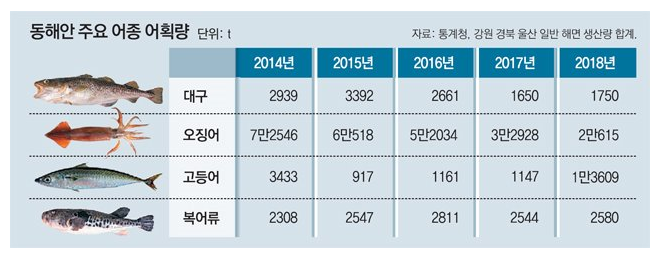 동해안 주요 어종 어획량 단위: t 자료: 통계청, 강원 경북 울산 일반 해면 생산량 합계.
2014년 2015년 2016년 2017년 2018년
대구 2939 3392 2661 1650 1750
오징어 7만2546 6만518 5만2034 3만2928 2만615
고등어 3433 917 1161 1147 1만3609
복어류 2308 2547 2811 2544 2580